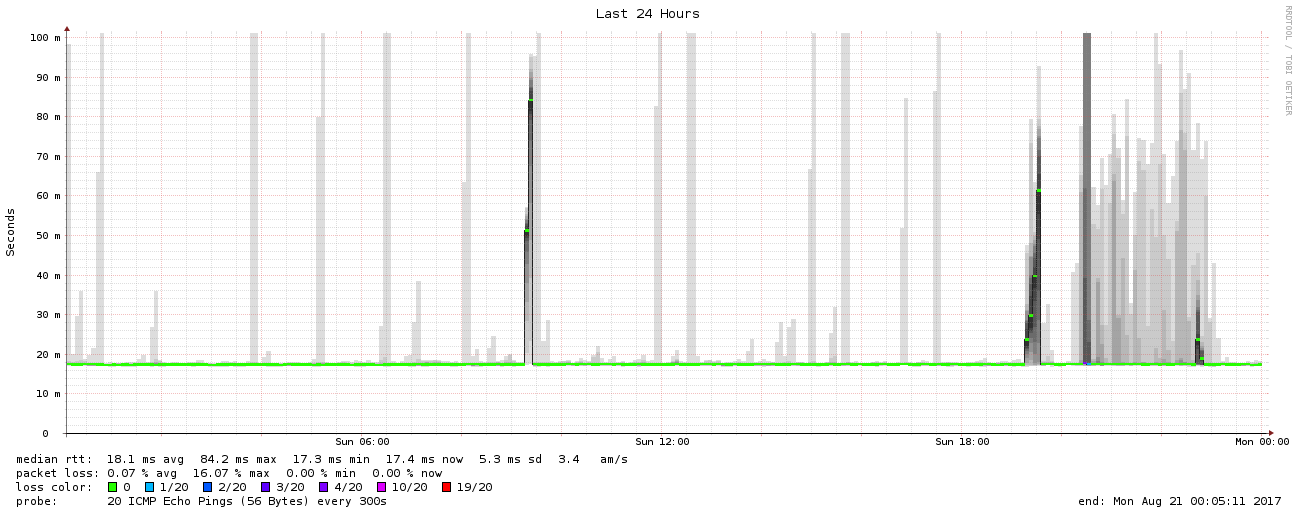 Last 24 Hours
RRDTOOL / TOBI OETIKER
Seconds
100 m
90 m
80 m
70 m
60 m
50 m
40 m
30 m
20 m
10 m
0
Sun 06:00 Sun 12:00 Sun 18:00 Mon 00:00
median rtt: 18.1 ms avg 84.2 ms max 17.3 ms min 17.4 ms now 5.3 ms sd 3.4 am/s
packet loss: 0.07 % avg 16.07 % max 0.00 % min 0.00 % now
loss color: 0 1/20 2/20 3/20 4/20 10/20 19/20
probe: 20 ICMP Echo Pings (56 Bytes) every 300s end: Mon Aug 21 00:05:11 2017